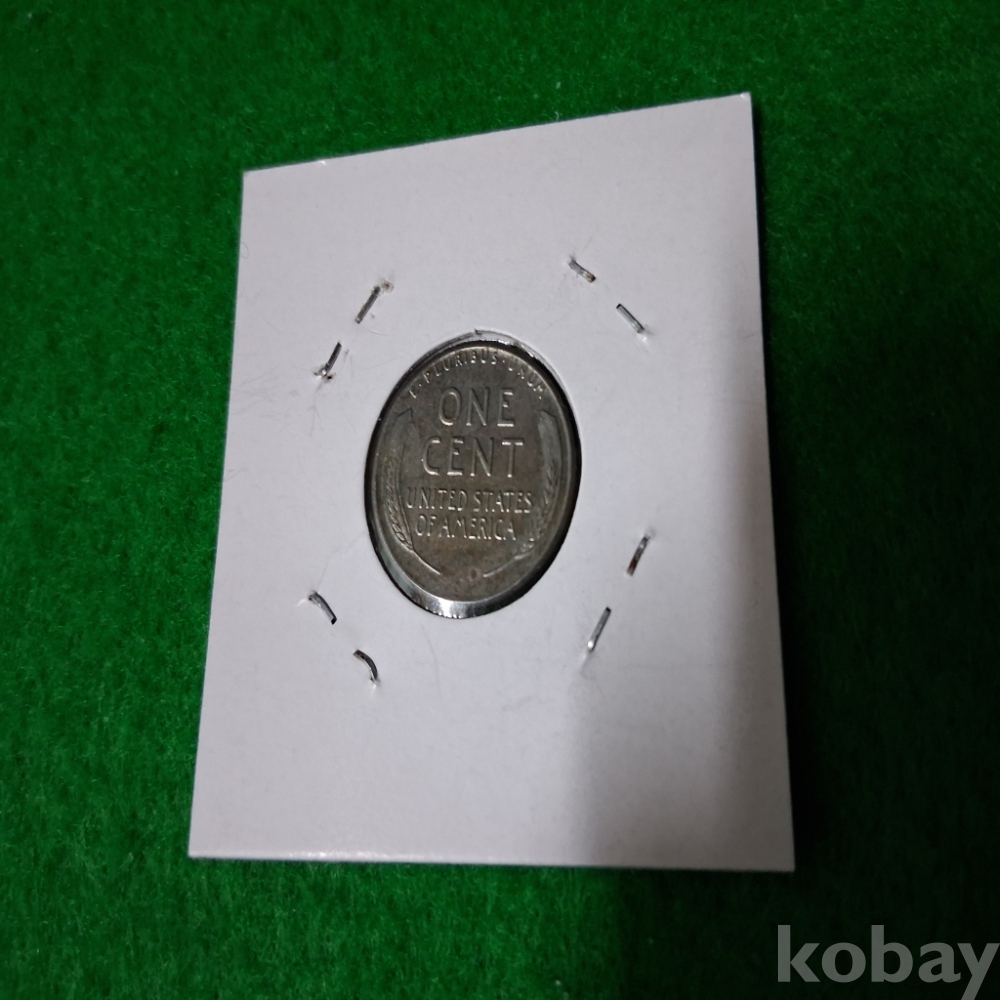 E·PLURIBUS·UNUM
ONE
CENT
UNITED STATES
OF AMERICA
kobay